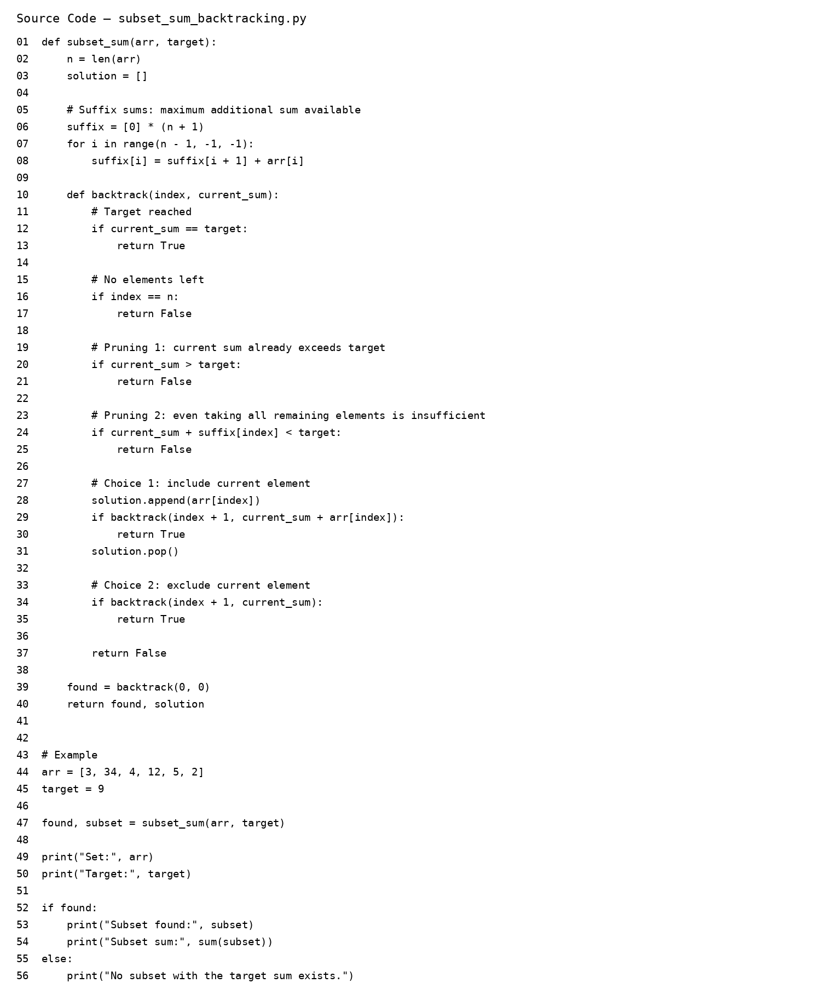 Source Code — subset_sum_backtracking.py
01  def subset_sum(arr, target):
02      n = len(arr)
03      solution = []
04
05      # Suffix sums: maximum additional sum available
06      suffix = [0] * (n + 1)
07      for i in range(n - 1, -1, -1):
08          suffix[i] = suffix[i + 1] + arr[i]
09
10      def backtrack(index, current_sum):
11          # Target reached
12          if current_sum == target:
13              return True
14
15          # No elements left
16          if index == n:
17              return False
18
19          # Pruning 1: current sum already exceeds target
20          if current_sum > target:
21              return False
22
23          # Pruning 2: even taking all remaining elements is insufficient
24          if current_sum + suffix[index] < target:
25              return False
26
27          # Choice 1: include current element
28          solution.append(arr[index])
29          if backtrack(index + 1, current_sum + arr[index]):
30              return True
31          solution.pop()
32
33          # Choice 2: exclude current element
34          if backtrack(index + 1, current_sum):
35              return True
36
37          return False
38
39      found = backtrack(0, 0)
40      return found, solution
41
42
43  # Example
44  arr = [3, 34, 4, 12, 5, 2]
45  target = 9
46
47  found, subset = subset_sum(arr, target)
48
49  print("Set:", arr)
50  print("Target:", target)
51
52  if found:
53      print("Subset found:", subset)
54      print("Subset sum:", sum(subset))
55  else:
56      print("No subset with the target sum exists.")